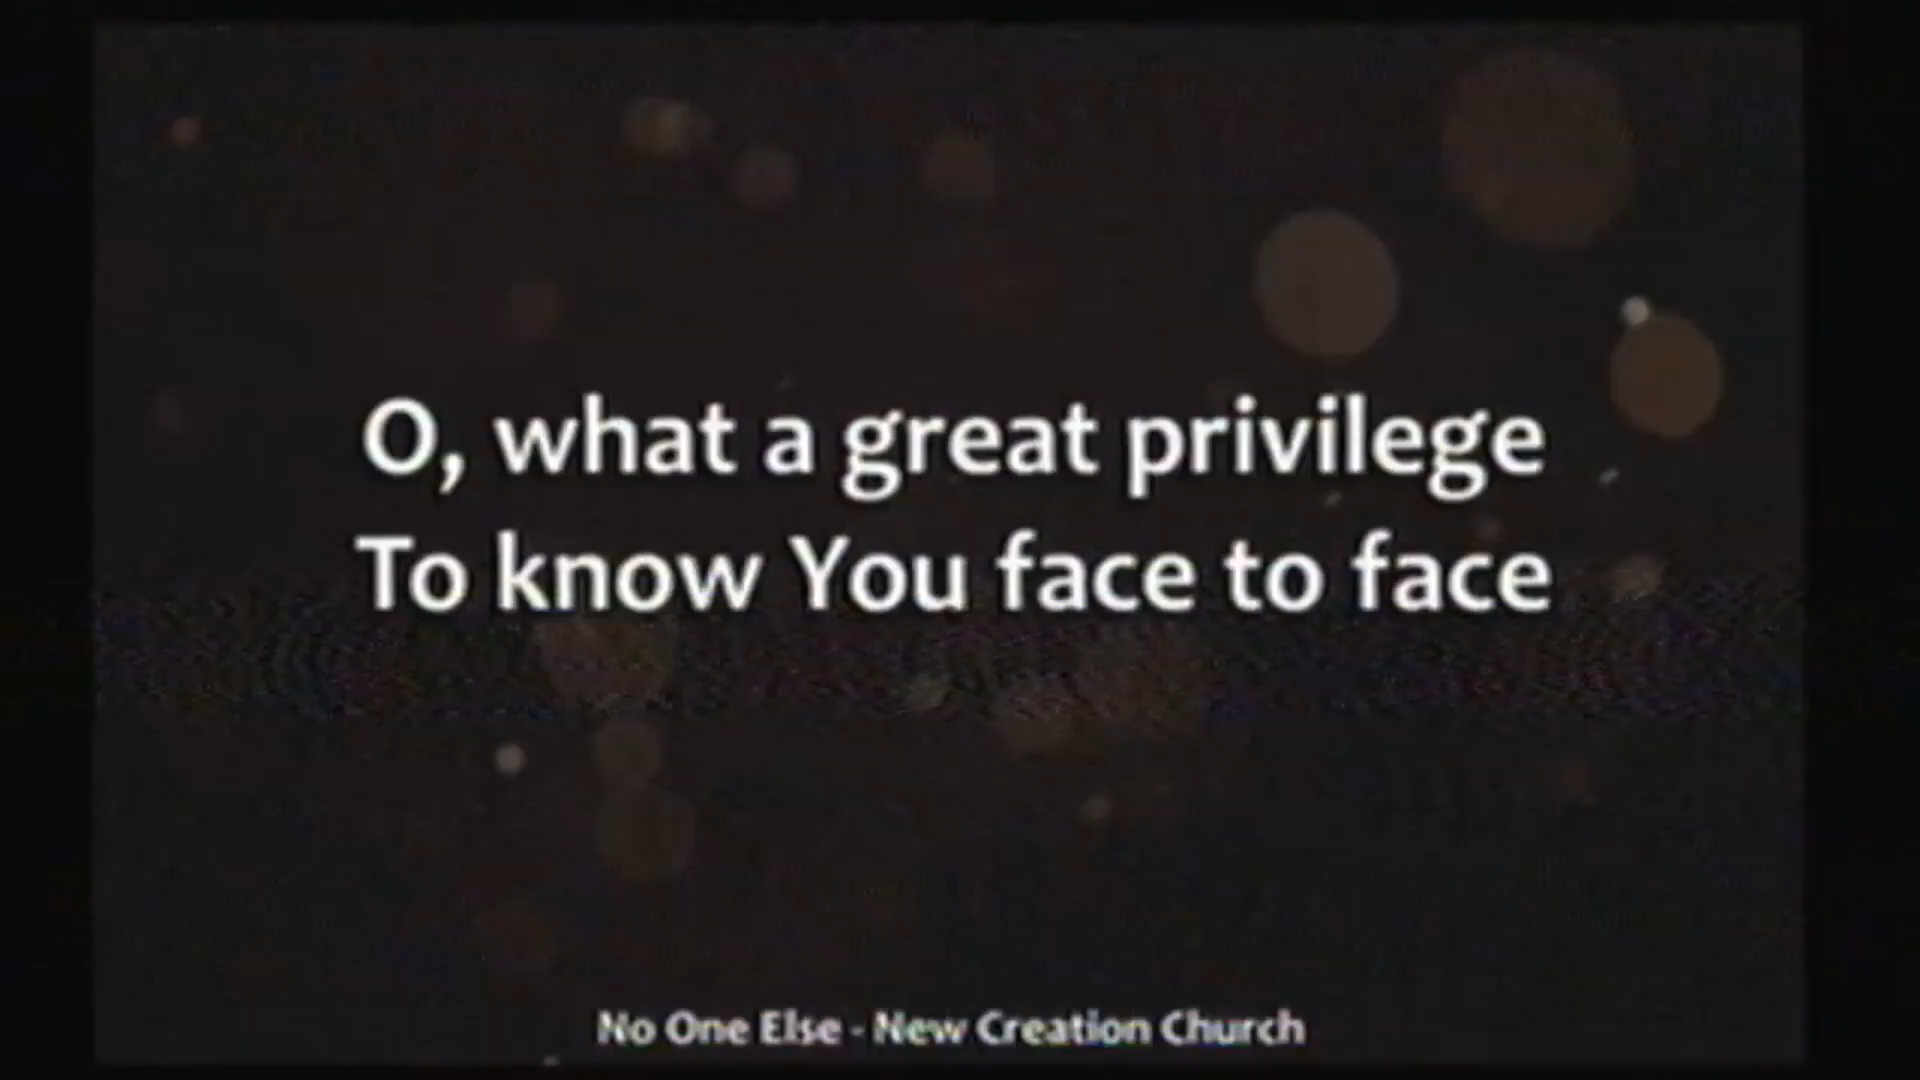 O, what a great privilege
To know You face to face
No One Else - New Creation Church